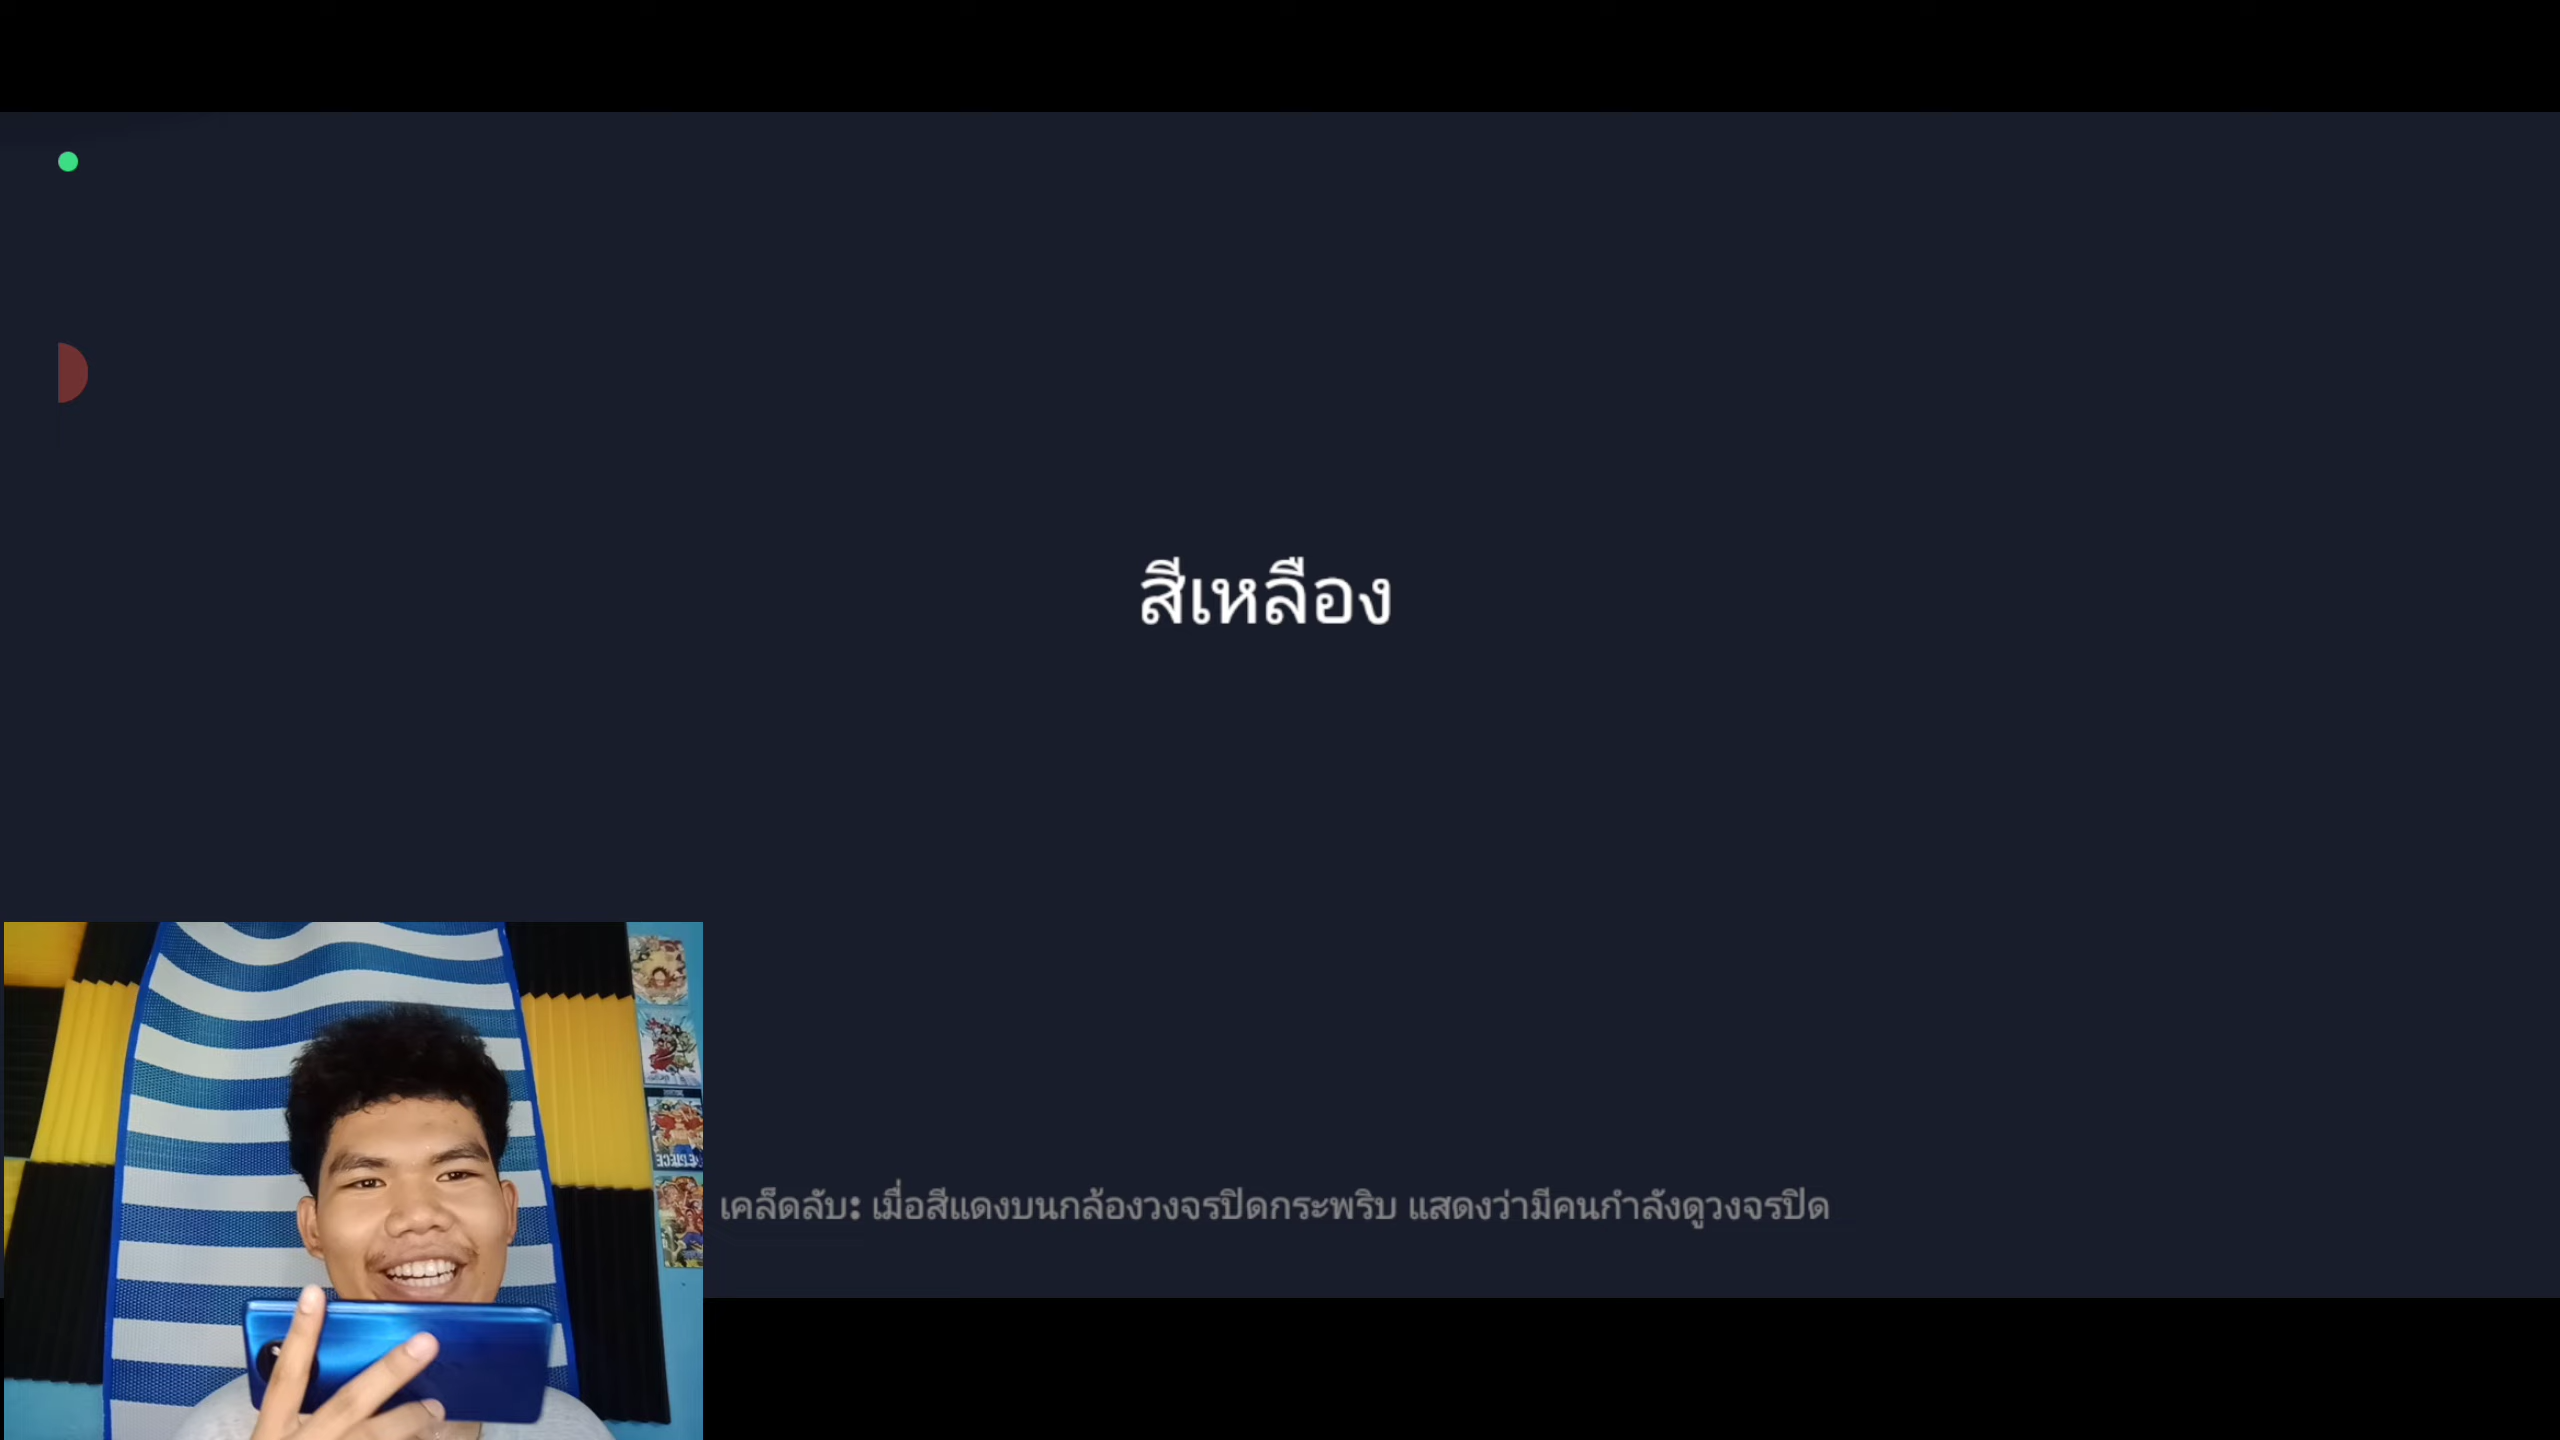 สีเหลือง
เคล็ดลับ: เมื่อสีแดงบนกล้องวงจรปิดกระพริบ แสดงว่ามีคนกำลังดูวงจรปิด